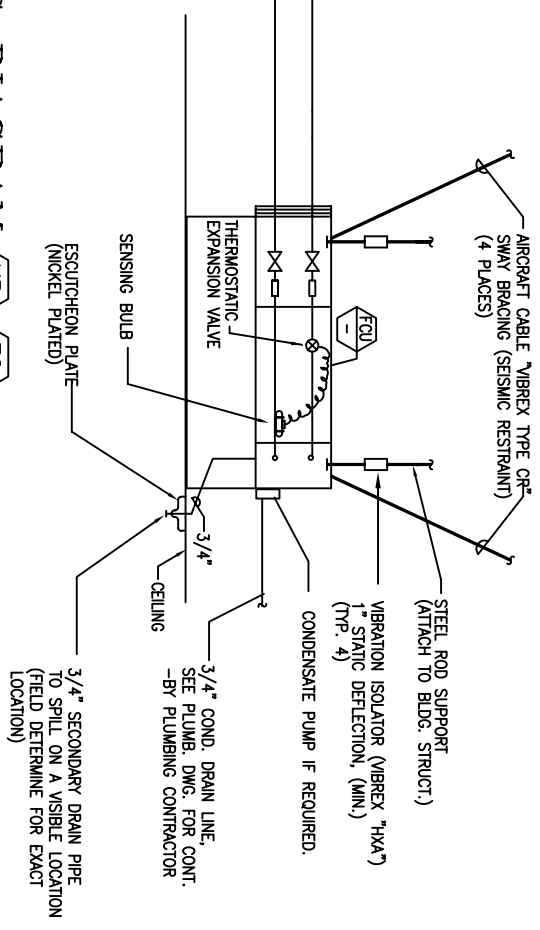 AIRCRAFT CABLE "VIBREX TYPE CR"
SWAY BRACING (SEISMIC RESTRAINT)
(4 PLACES)
STEEL ROD SUPPORT
(ATTACH TO BLDG. STRUCT.)
VIBRATION ISOLATOR (VIBREX "HXA")
1" STATIC DEFLECTION, (MIN.)
(TYP. 4)
CONDENSATE PUMP IF REQUIRED.
FCU
-
THERMOSTATIC
EXPANSION VALVE
SENSING BULB
3/4" COND. DRAIN LINE,
SEE PLUMB. DWG. FOR CONT.
-BY PLUMBING CONTRACTOR
3/4"
CEILING
ESCUTCHEON PLATE
(NICKEL PLATED)
3/4" SECONDARY DRAIN PIPE
TO SPILL ON A VISIBLE LOCATION
(FIELD DETERMINE FOR EXACT
LOCATION)
DIAGRAM